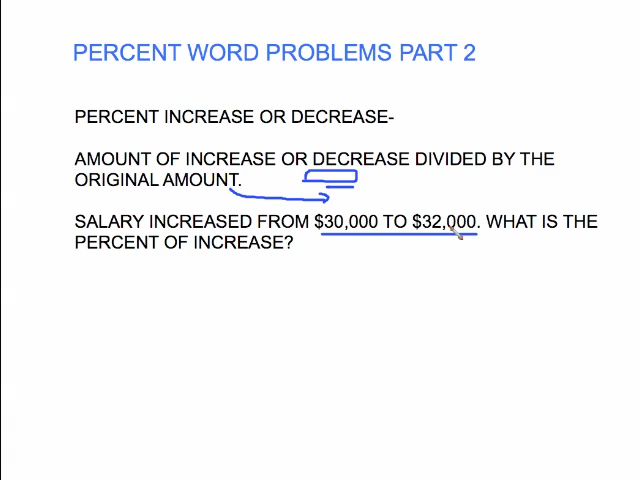 PERCENT WORD PROBLEMS PART 2
PERCENT INCREASE OR DECREASE-
AMOUNT OF INCREASE OR DECREASE DIVIDED BY THE
ORIGINAL AMOUNT.
SALARY INCREASED FROM $30,000 TO $32,000. WHAT IS THE
PERCENT OF INCREASE?